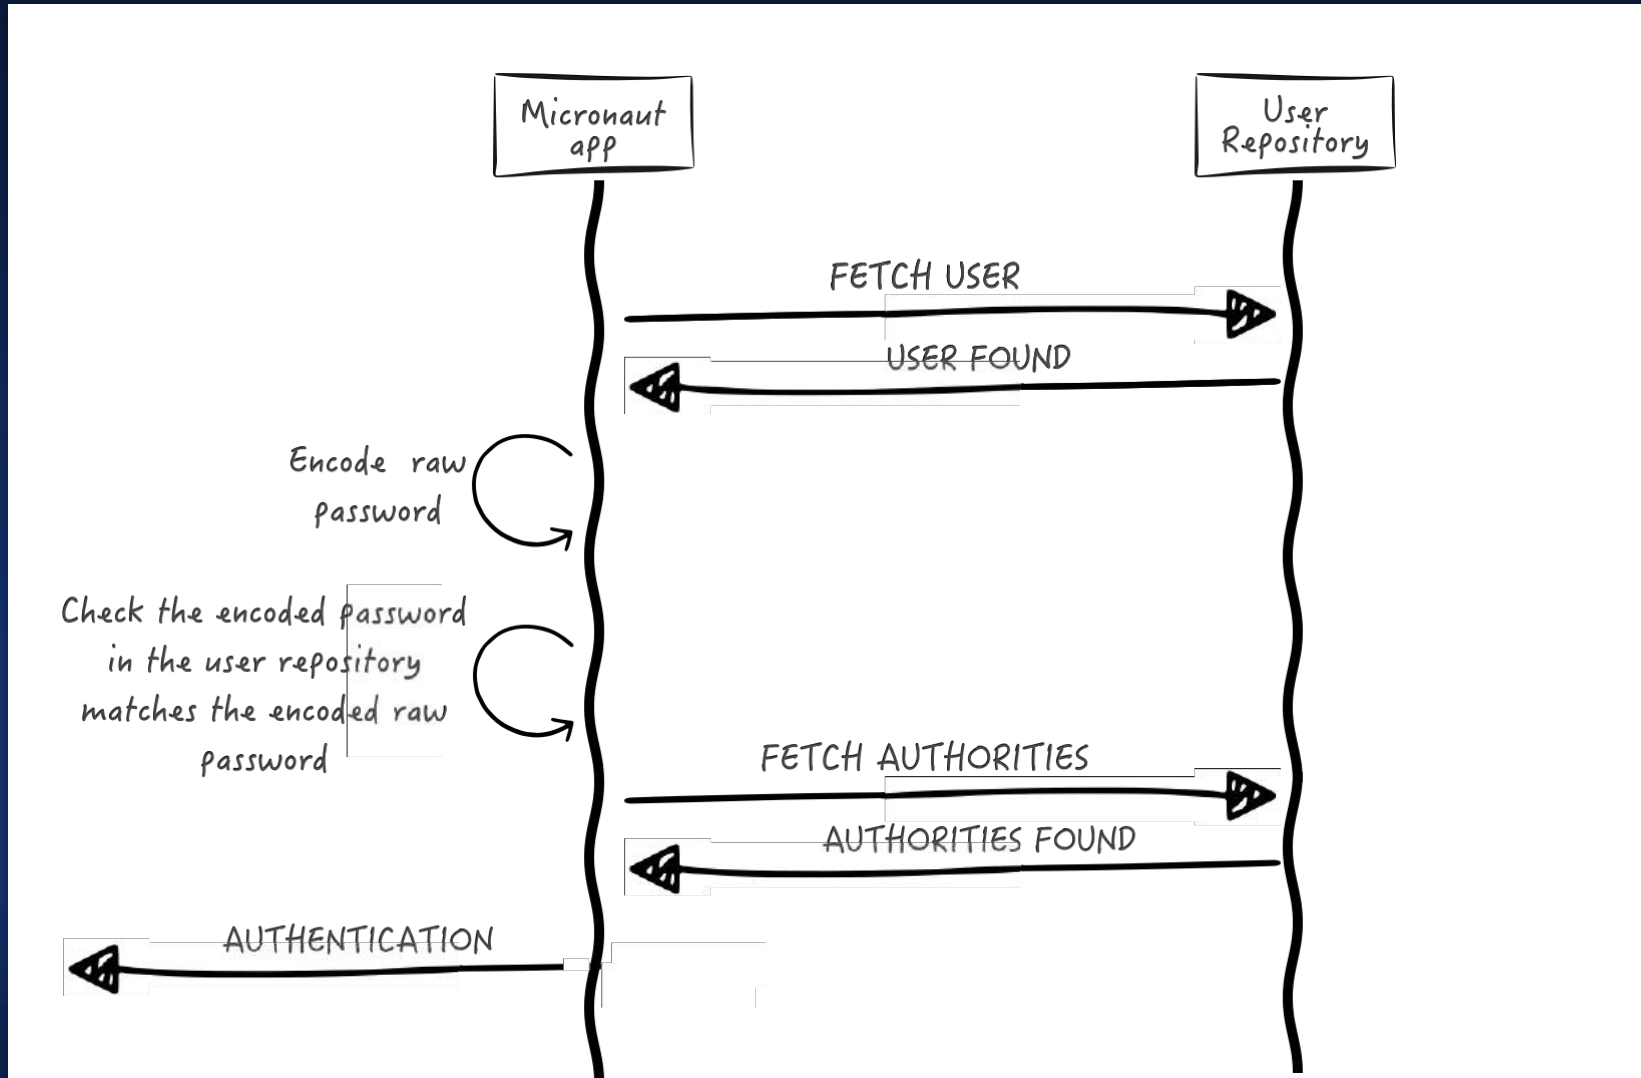 Micronaut
app
User
Repository
FETCH USER
USER FOUND
Encode raw
password
Check the encoded password
in the user repository
matches the encoded raw
password
FETCH AUTHORITIES
AUTHORITIES FOUND
AUTHENTICATION